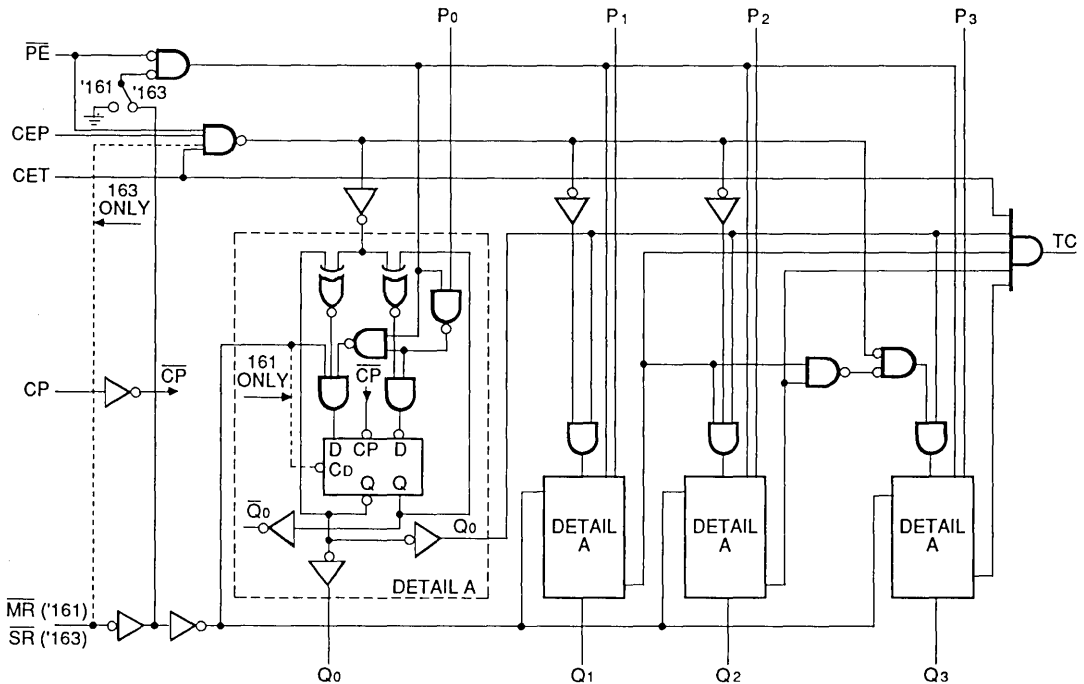 P0
P1
P2
P3
PE
'161
'163
CEP
CET
163
ONLY
TC
161
ONLY
CP
CP
CP
D
CP
D
CD
Q
Q
Q0
Q0
DETAIL A
DETAIL
A
DETAIL
A
DETAIL
A
MR ('161)
SR ('163)
Q0
Q1
Q2
Q3